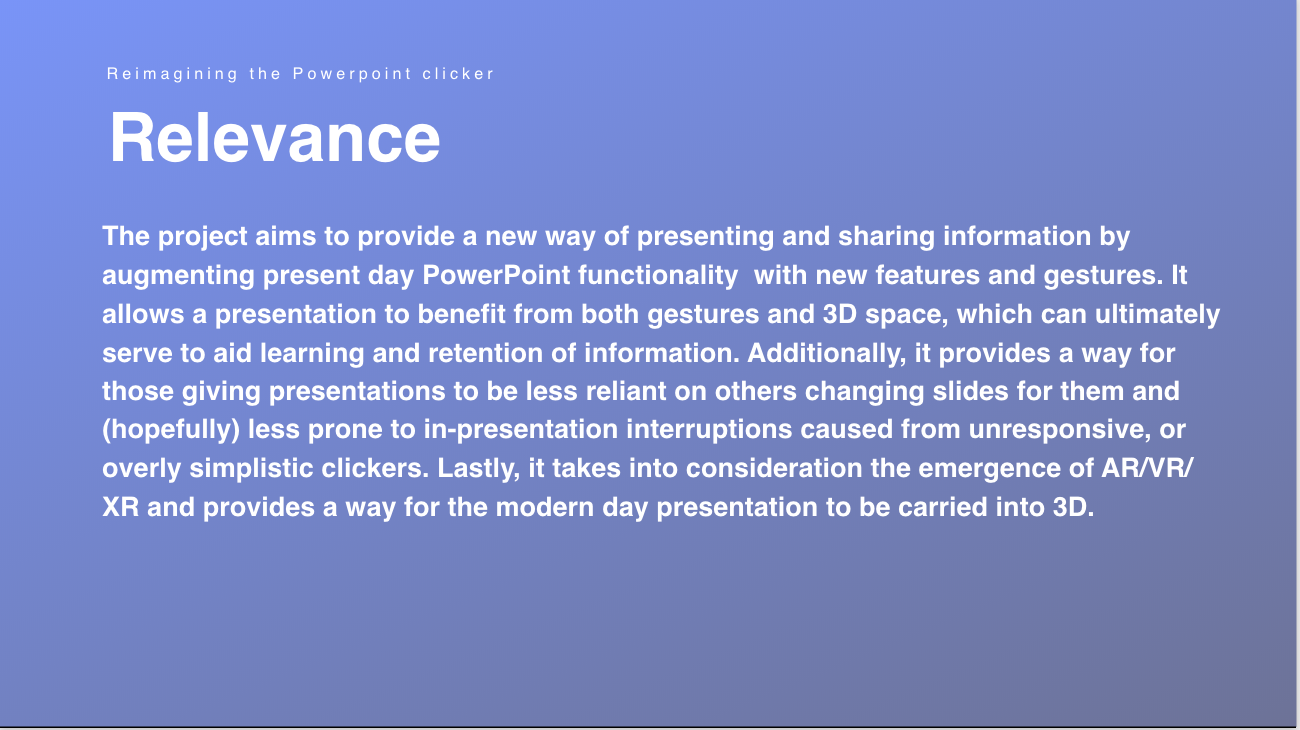 Reimagining the Powerpoint clicker
Relevance
The project aims to provide a new way of presenting and sharing information by
augmenting present day PowerPoint functionality  with new features and gestures. It
allows a presentation to benefit from both gestures and 3D space, which can ultimately
serve to aid learning and retention of information. Additionally, it provides a way for
those giving presentations to be less reliant on others changing slides for them and
(hopefully) less prone to in-presentation interruptions caused from unresponsive, or
overly simplistic clickers. Lastly, it takes into consideration the emergence of AR/VR/
XR and provides a way for the modern day presentation to be carried into 3D.